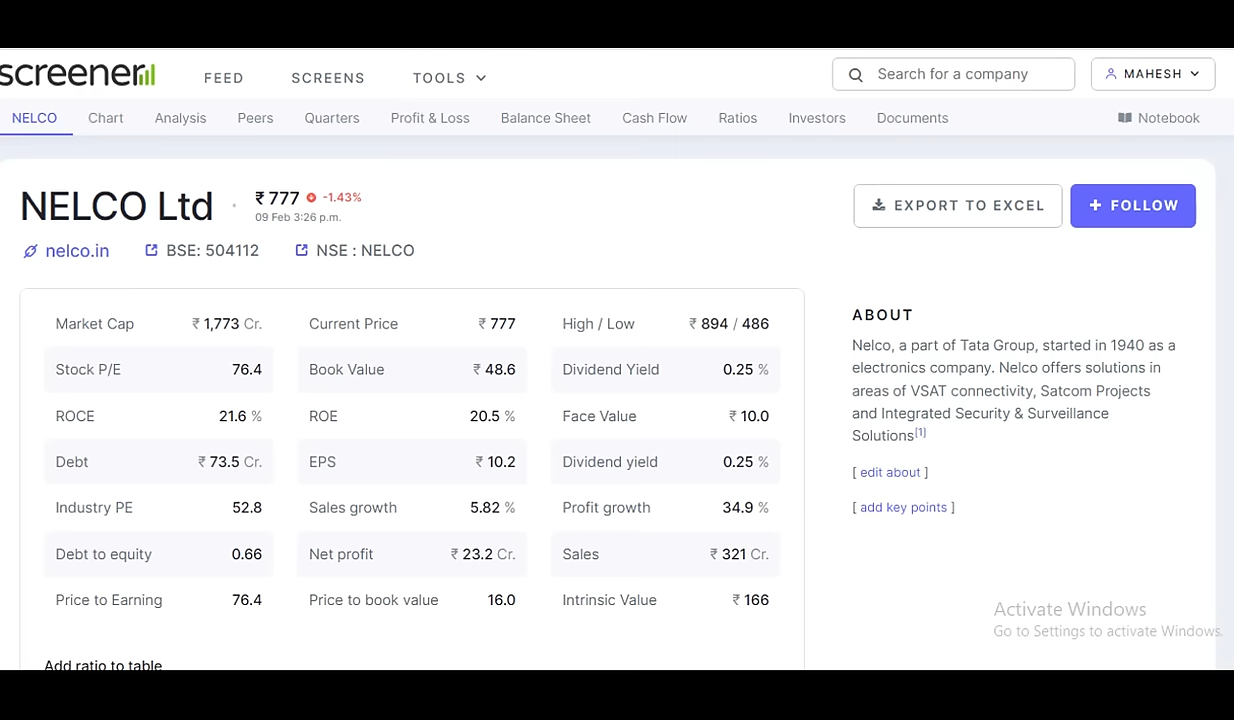 screener
FEED SCREENS TOOLS
Search for a company
MAHESH
NELCO Chart Analysis Peers Quarters Profit & Loss Balance Sheet Cash Flow Ratios Investors Documents Notebook
NELCO Ltd · ₹ 777 -1.43%
09 Feb 3:26 p.m.
EXPORT TO EXCEL + FOLLOW
nelco.in BSE: 504112 NSE : NELCO
Market Cap ₹ 1,773 Cr. Current Price ₹ 777 High / Low ₹ 894 / 486
Stock P/E 76.4 Book Value ₹ 48.6 Dividend Yield 0.25 %
ROCE 21.6 % ROE 20.5 % Face Value ₹ 10.0
Debt ₹ 73.5 Cr. EPS ₹ 10.2 Dividend yield 0.25 %
Industry PE 52.8 Sales growth 5.82 % Profit growth 34.9 %
Debt to equity 0.66 Net profit ₹ 23.2 Cr. Sales ₹ 321 Cr.
Price to Earning 76.4 Price to book value 16.0 Intrinsic Value ₹ 166
Add ratio to table
ABOUT
Nelco, a part of Tata Group, started in 1940 as a
electronics company. Nelco offers solutions in
areas of VSAT connectivity, Satcom Projects
and Integrated Security & Surveillance
Solutions[1]
[ edit about ]
[ add key points ]
Activate Windows
Go to Settings to activate Windows.